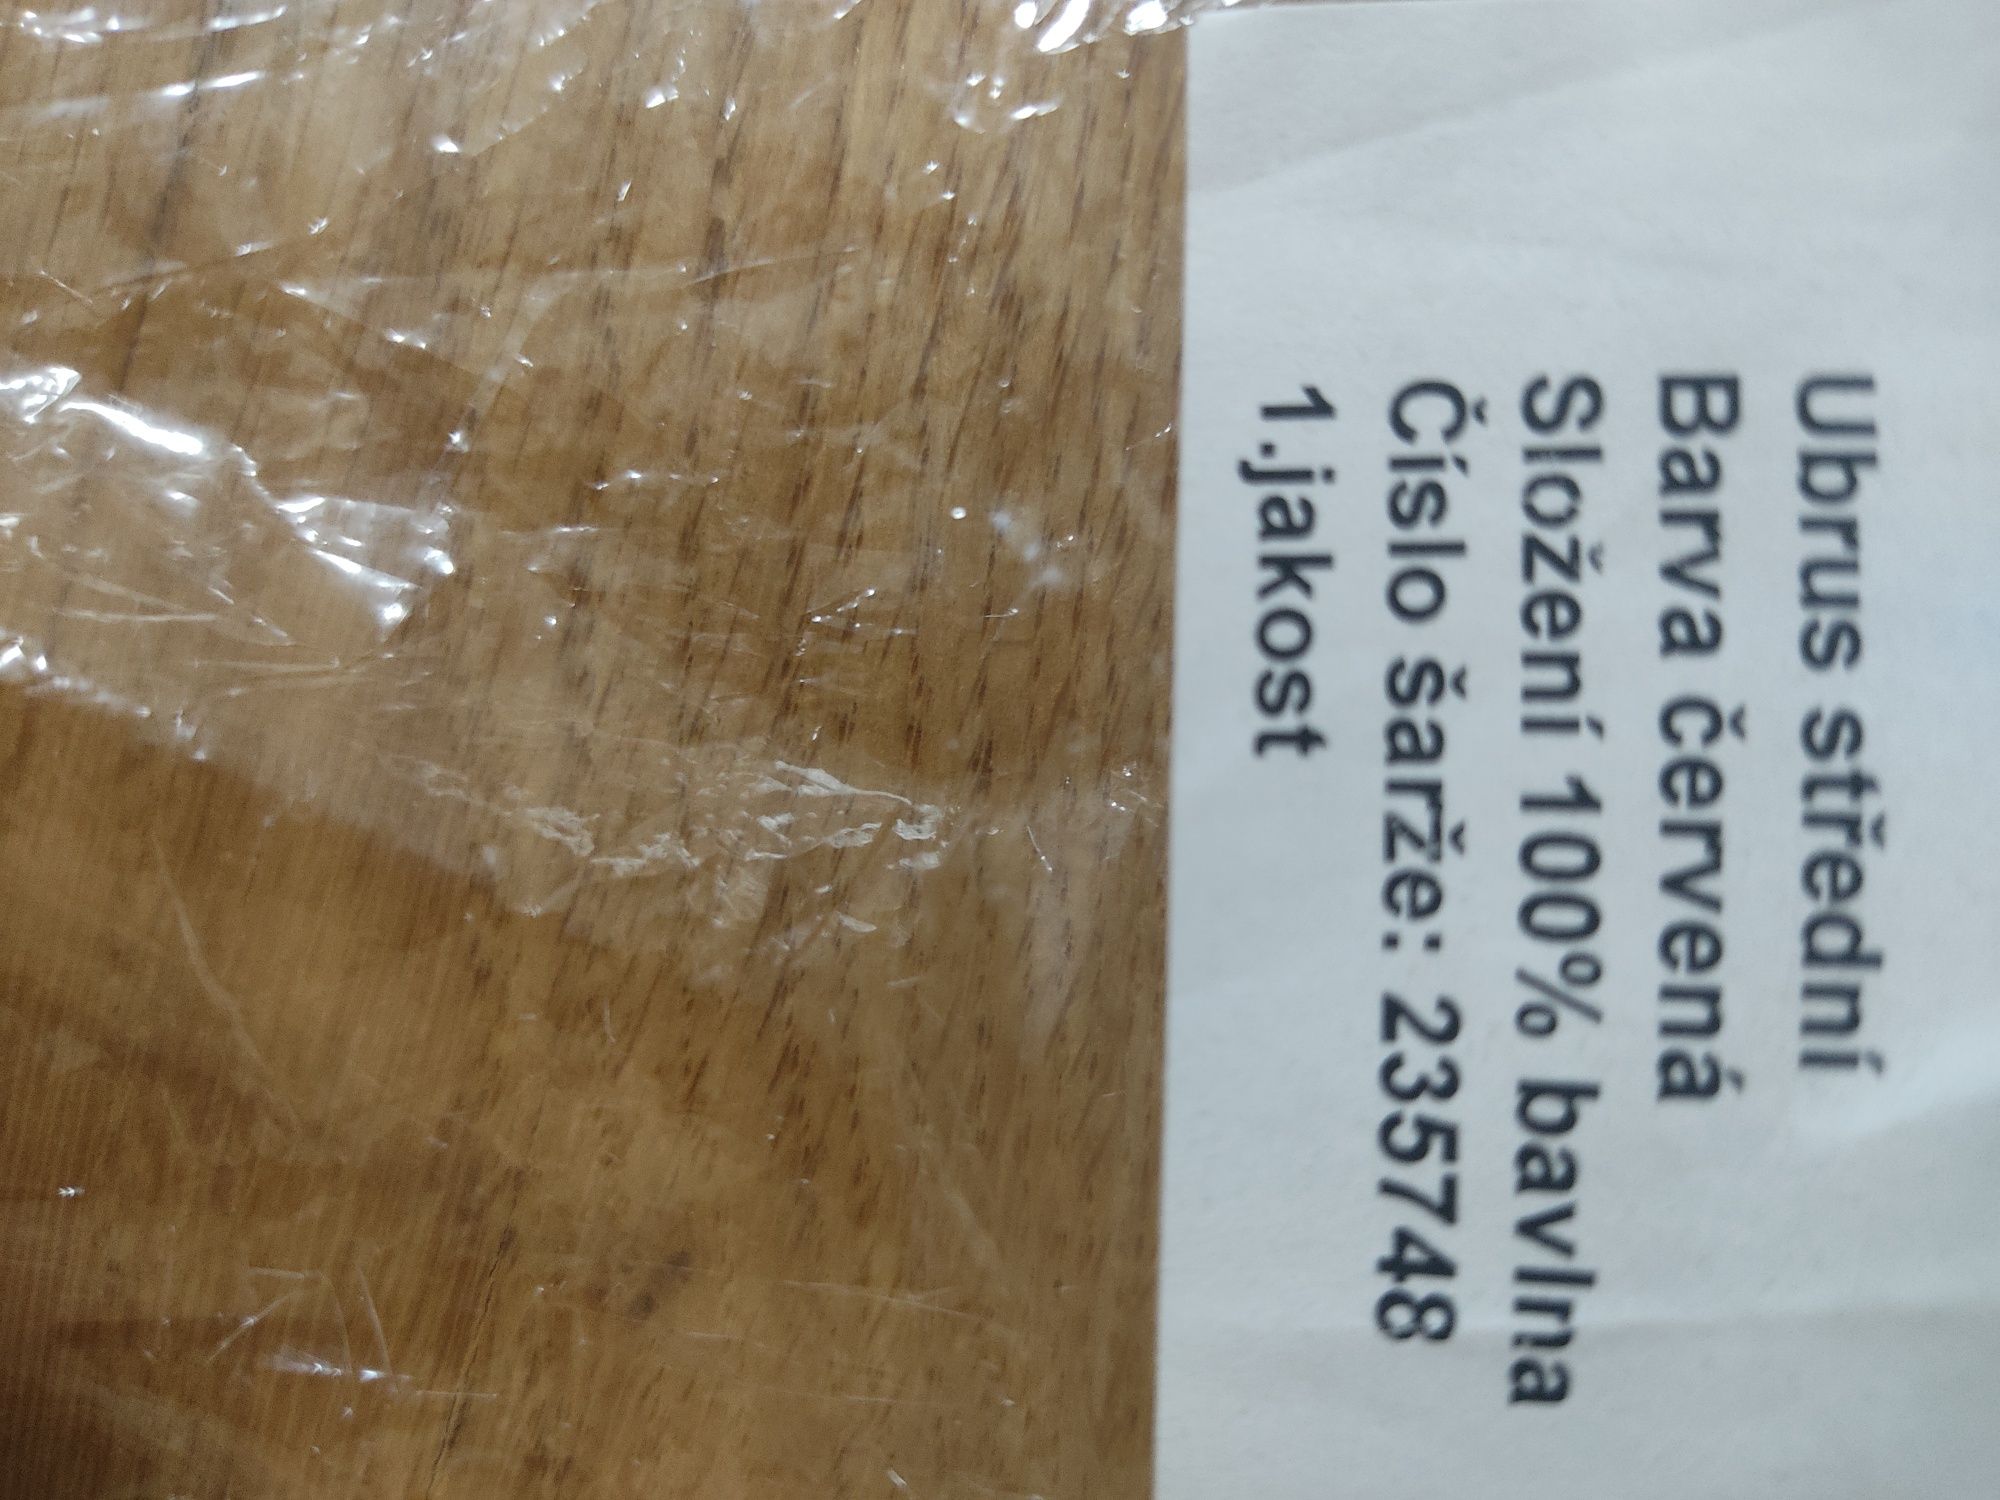 Ubrus střední
Barva červená
Složení 100% bavlna
Číslo šarže: 235748
1.jakost